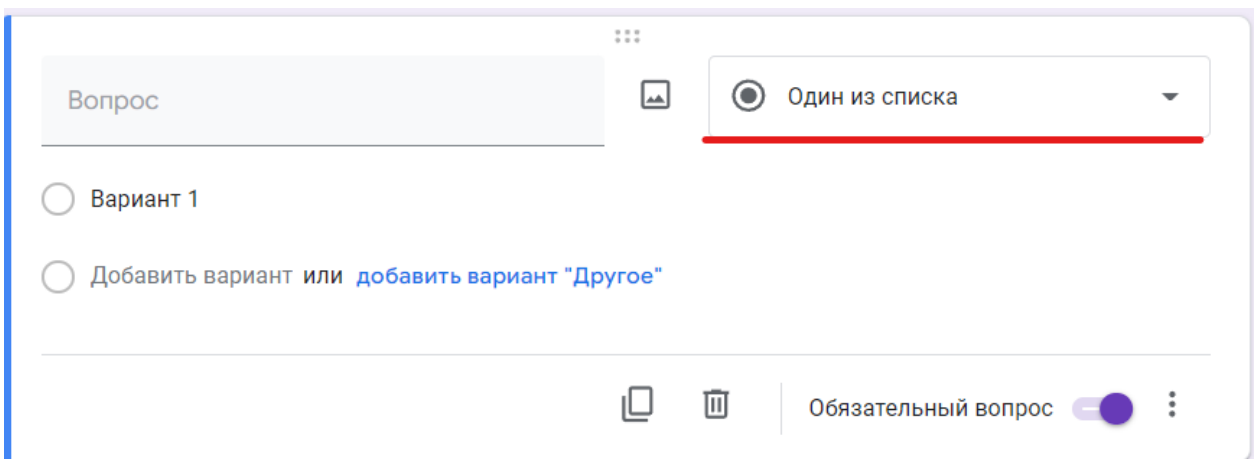 Вопрос
Один из списка
Вариант 1
Добавить вариант или добавить вариант "Другое"
Обязательный вопрос